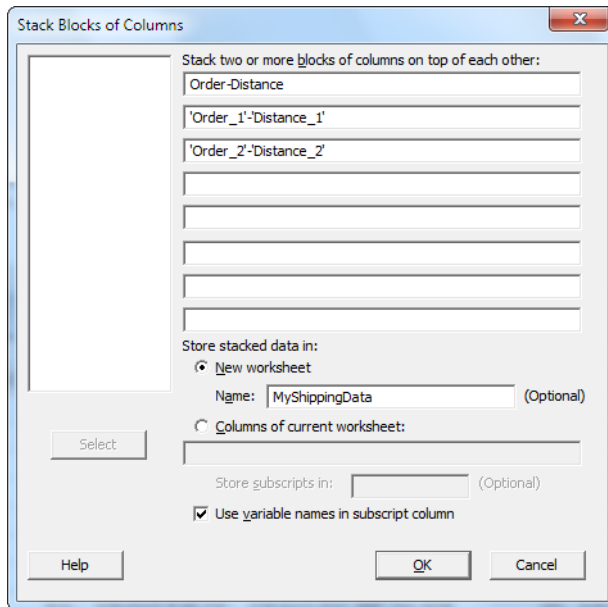 Stack Blocks of Columns
Stack two or more blocks of columns on top of each other:
Order-Distance
'Order_1'-'Distance_1'
'Order_2'-'Distance_2'
Store stacked data in:
New worksheet
Name: MyShippingData (Optional)
Columns of current worksheet:
Select
Store subscripts in: (Optional)
Use variable names in subscript column
Help OK Cancel